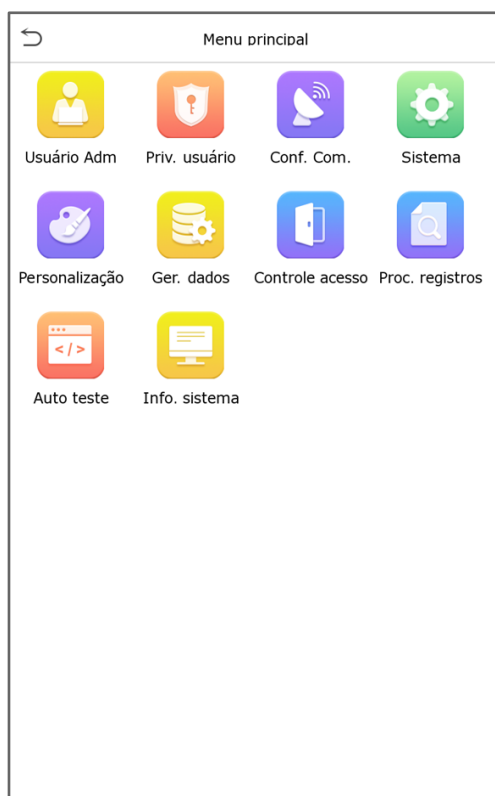 Menu principal
Usuário Adm Priv. usuário Conf. Com. Sistema
Personalização Ger. dados Controle acesso Proc. registros
</>
Auto teste Info. sistema